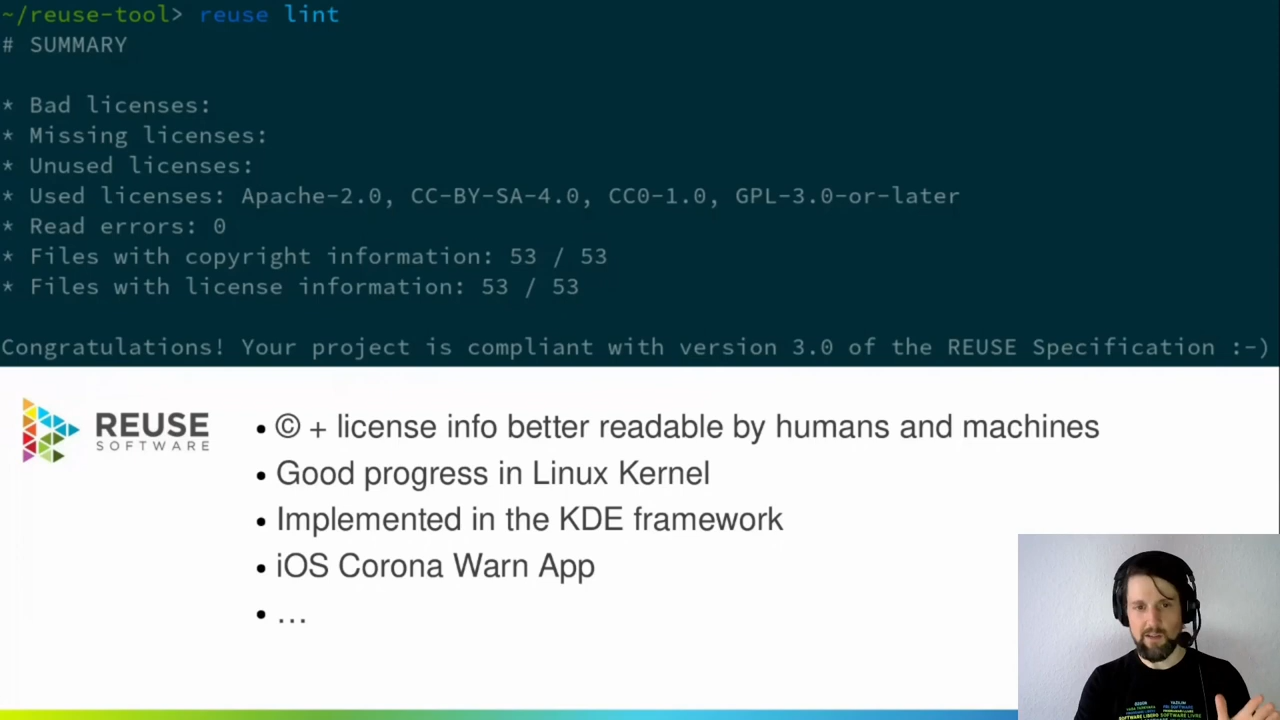 ~/reuse-tool> reuse lint
# SUMMARY
* Bad licenses:
* Missing licenses:
* Unused licenses:
* Used licenses: Apache-2.0, CC-BY-SA-4.0, CC0-1.0, GPL-3.0-or-later
* Read errors: 0
* Files with copyright information: 53 / 53
* Files with license information: 53 / 53
Congratulations! Your project is compliant with version 3.0 of the REUSE Specification :-)
REUSE
SOFTWARE
• © + license info better readable by humans and machines
• Good progress in Linux Kernel
• Implemented in the KDE framework
• iOS Corona Warn App
• …
SOFTWARE LIBERO SOFTWARE LIVRE